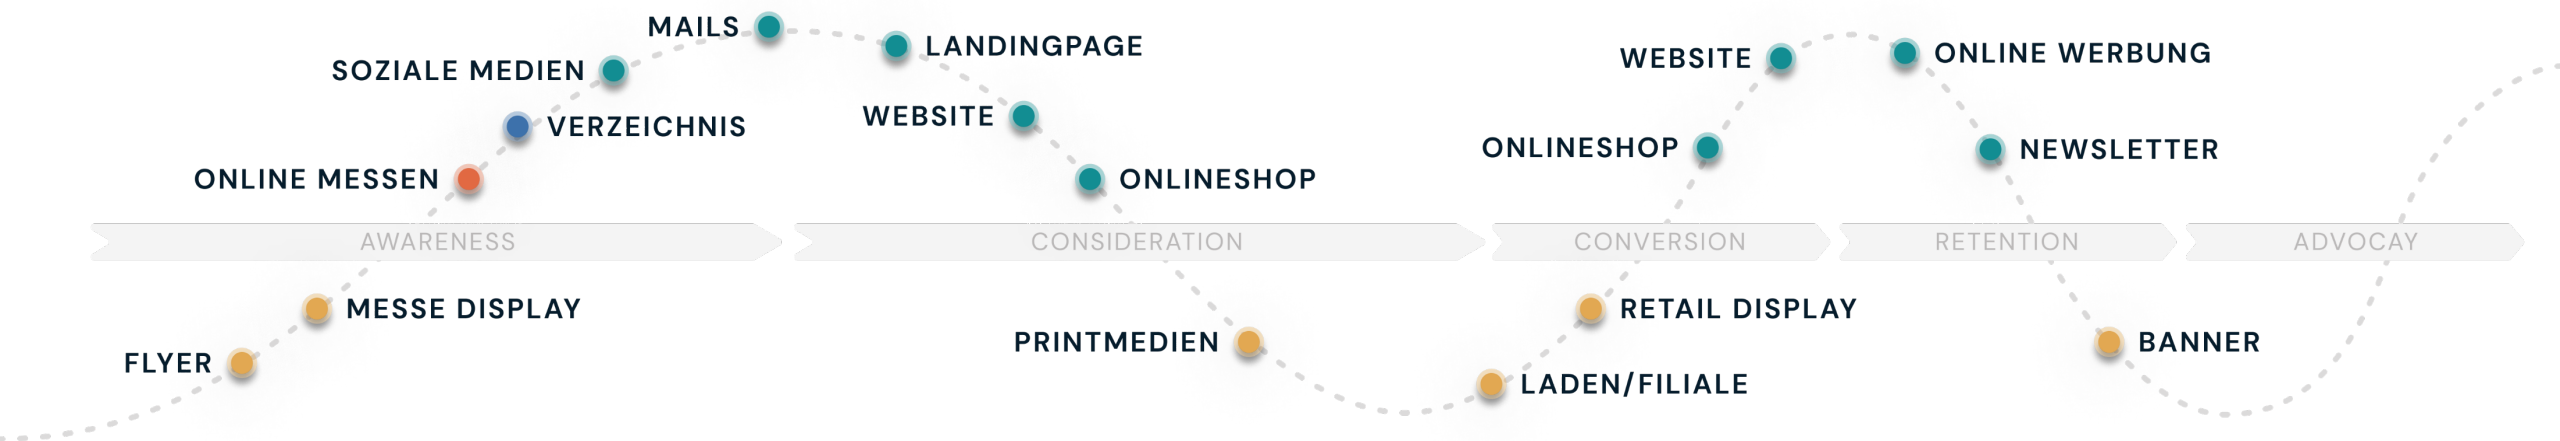 MAILS
LANDINGPAGE
SOZIALE MEDIEN
WEBSITE
VERZEICHNIS
ONLINE MESSEN
ONLINESHOP
WEBSITE
ONLINE WERBUNG
ONLINESHOP
NEWSLETTER
AWARENESS
CONSIDERATION
CONVERSION
RETENTION
ADVOCAY
MESSE DISPLAY
FLYER
PRINTMEDIEN
RETAIL DISPLAY
LADEN/FILIALE
BANNER